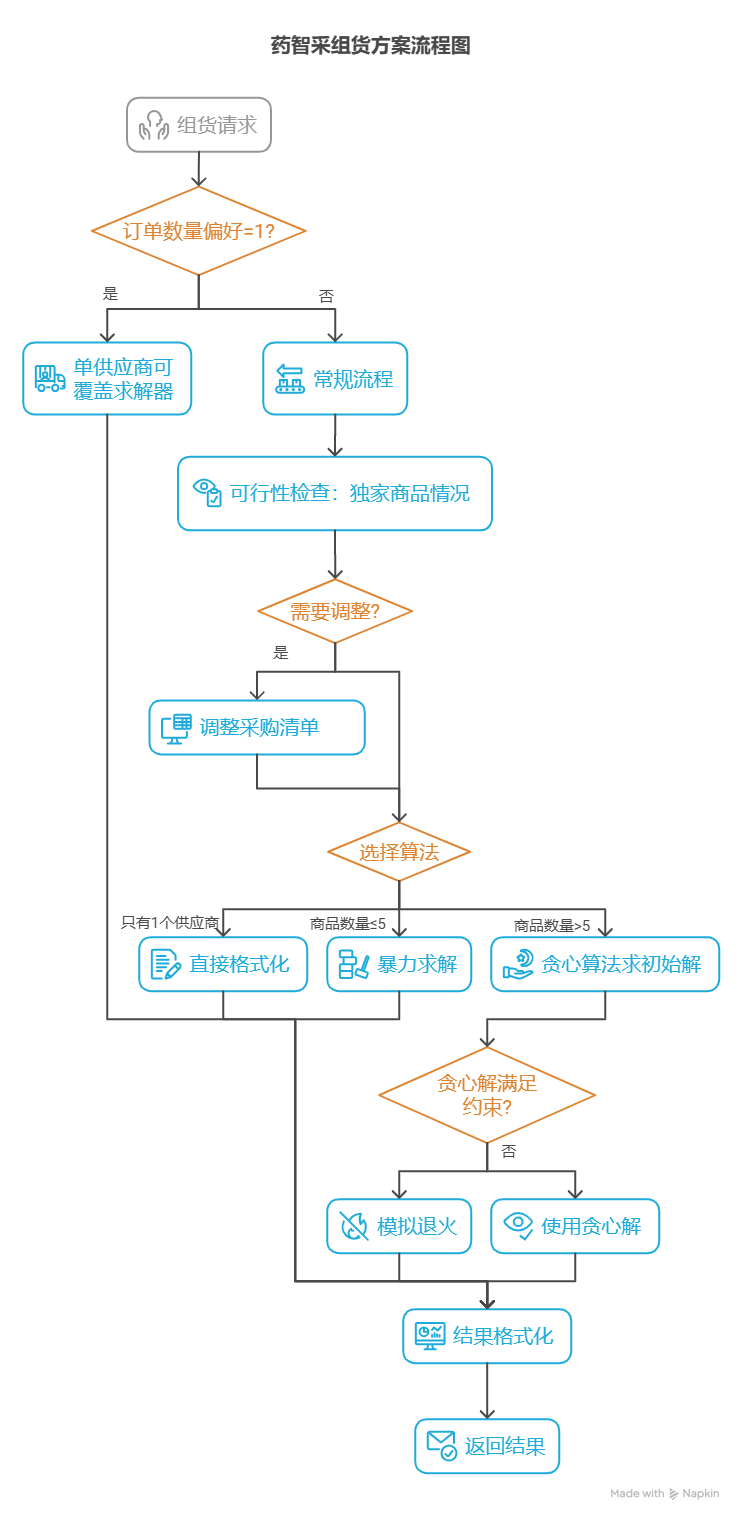 药智采组货方案流程图
组货请求
订单数量偏好=1?
是
否
单供应商可
覆盖求解器
常规流程
可行性检查：独家商品情况
需要调整?
是
调整采购清单
选择算法
只有1个供应商
商品数量≤5
商品数量>5
直接格式化
暴力求解
贪心算法求初始解
贪心解满足
约束?
否
模拟退火
使用贪心解
结果格式化
返回结果
Made with Napkin